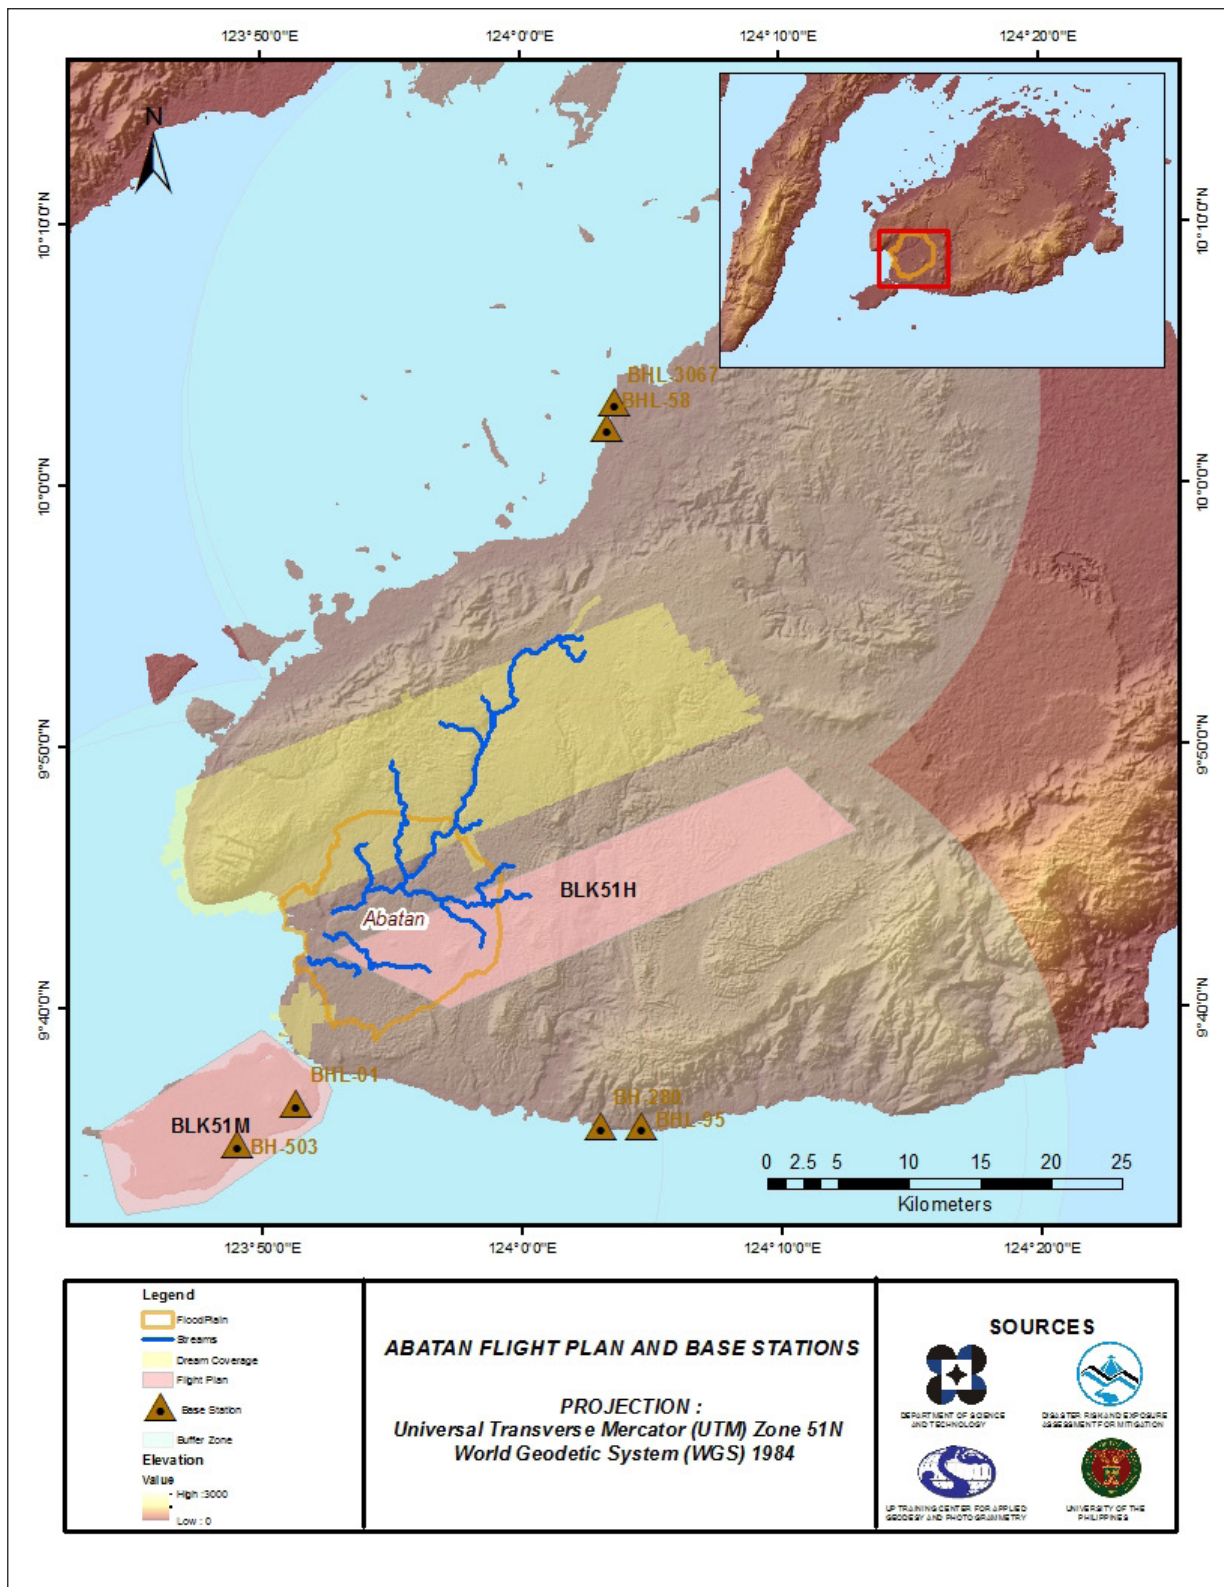 123°50'0"E
124°0'0"E
124°10'0"E
124°20'0"E
N
10°10'0"N
10°10'0"N
BHL-3067
BHL-58
10°0'0"N
10°0'0"N
9°50'0"N
9°50'0"N
BLK51H
Abatan
9°40'0"N
9°40'0"N
BHL-01
BH-280
BHL-95
BLK51M
BH-503
0 2.5 5 10 15 20 25
Kilometers
123°50'0"E
124°0'0"E
124°10'0"E
124°20'0"E
Legend
FloodPlain
Streams
Dream Coverage
Flight Plan
Base Station
Buffer Zone
Elevation
Value
High :3000
Low : 0
ABATAN FLIGHT PLAN AND BASE STATIONS
PROJECTION :
Universal Transverse Mercator (UTM) Zone 51N
World Geodetic System (WGS) 1984
SOURCES
DEPARTMENT OF SCIENCE
AND TECHNOLOGY
DISASTER RISK AND EXPOSURE
ASSESSMENT FOR MITIGATION
UP TRAINING CENTER FOR APPLIED
GEODESY AND PHOTOGRAMMETRY
UNIVERSITY OF THE
PHILIPPINES